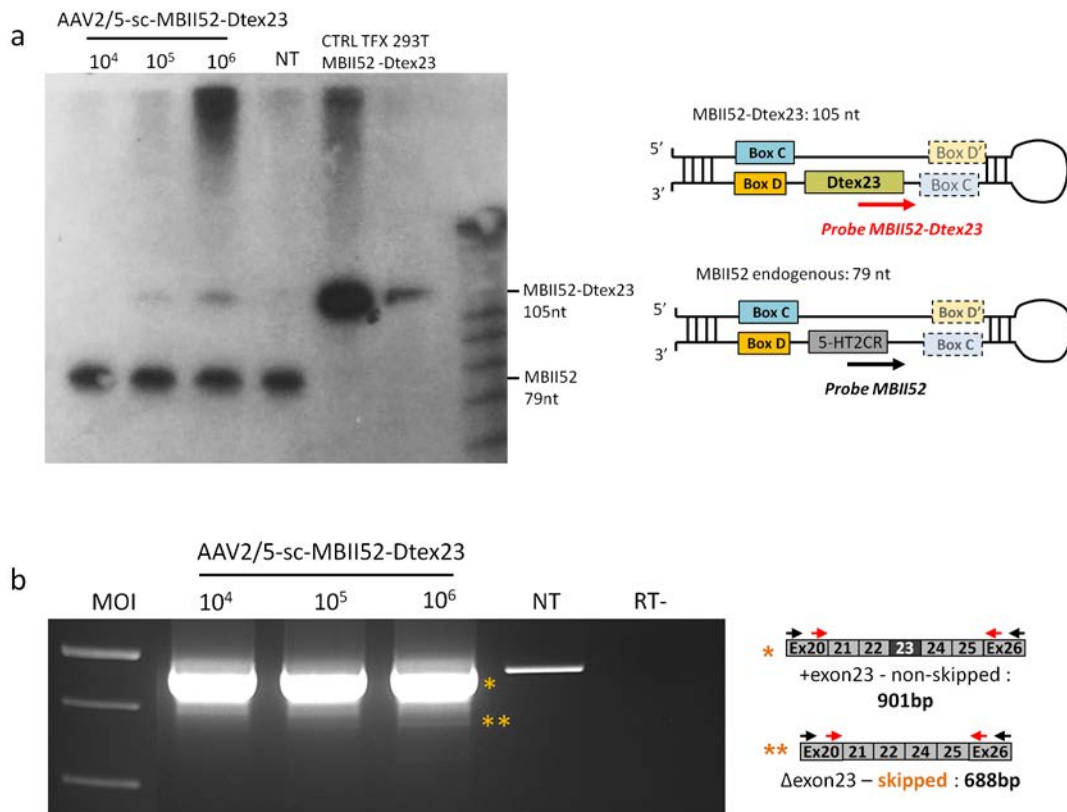 a
AAV2/5-sc-MBII52-Dtex23
10⁴ 10⁵ 10⁶ NT
CTRL TFX 293T
MBII52 -Dtex23
MBII52-Dtex23
105nt
MBII52
79nt
MBII52-Dtex23: 105 nt
5’
Box C
Box D’
3’
Box D
Dtex23
Box C
Probe MBII52-Dtex23
MBII52 endogenous: 79 nt
5’
Box C
Box D’
3’
Box D
5-HT2CR
Box C
Probe MBII52
b
AAV2/5-sc-MBII52-Dtex23
MOI 10⁴ 10⁵ 10⁶ NT RT-
*
**
* Ex20 21 22 23 24 25 Ex26
+exon23 - non-skipped :
901bp
** Ex20 21 22 24 25 Ex26
Δexon23 – skipped : 688bp